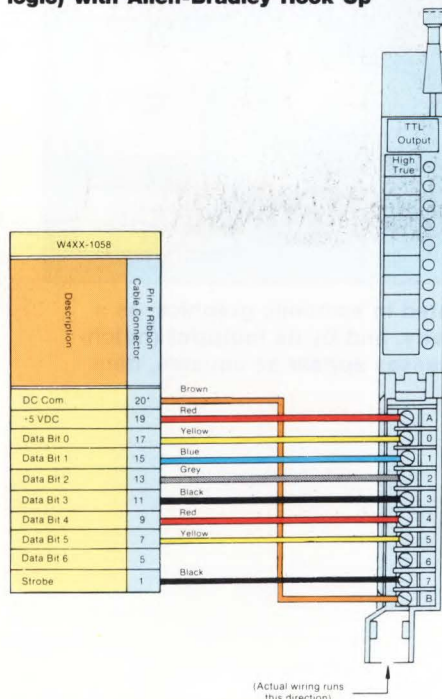 logic) with Allen-Bradley Hook Up
TTL
Output
High
True
W4XX-1058
Description
Pin # Ribbon
Cable Connector
DC Com. 20*
-5 VDC 19
Data Bit 0 17
Data Bit 1 15
Data Bit 2 13
Data Bit 3 11
Data Bit 4 9
Data Bit 5 7
Data Bit 6 5
Strobe 1
Brown
Red
Yellow
Blue
Grey
Black
Red
Yellow
Black
A
0
1
2
3
4
5
6
7
B
(Actual wiring runs
this direction)